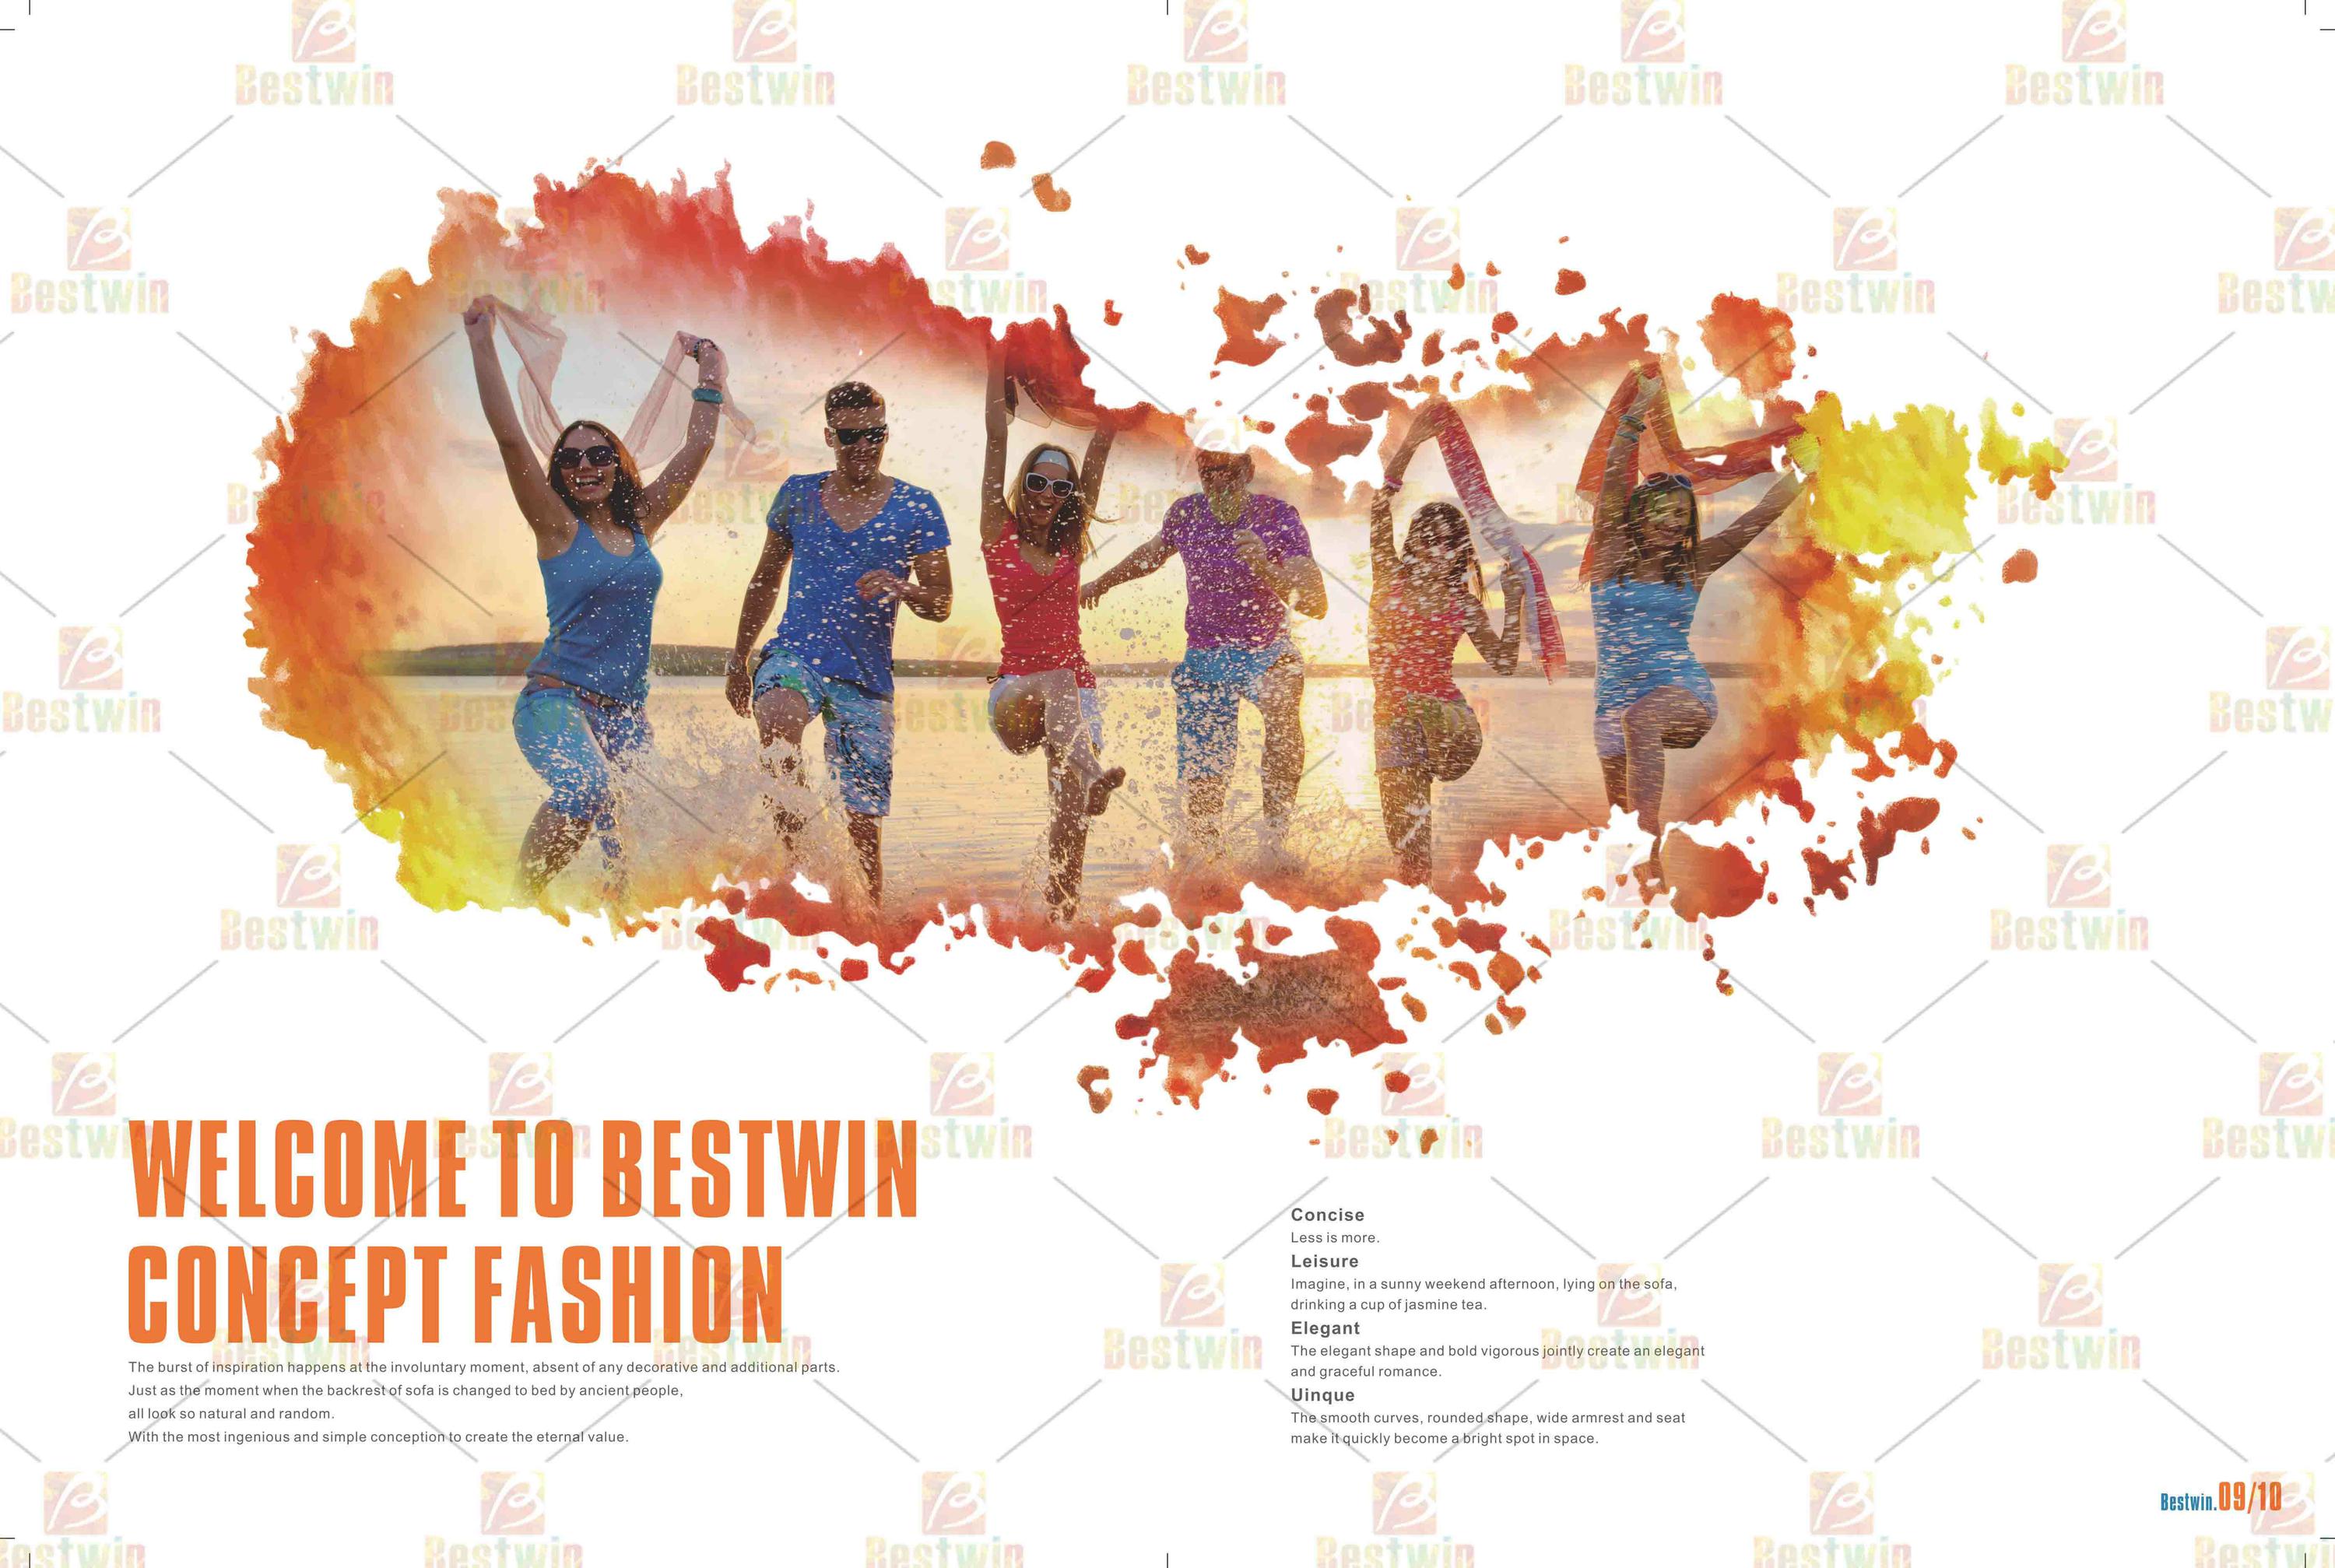 WELCOME TO BESTWIN
CONCEPT FASHION
The burst of inspiration happens at the involuntary moment, absent of any decorative and additional parts.
Just as the moment when the backrest of sofa is changed to bed by ancient people,
all look so natural and random.
With the most ingenious and simple conception to create the eternal value.
Concise
Less is more.
Leisure
Imagine, in a sunny weekend afternoon, lying on the sofa,
drinking a cup of jasmine tea.
Elegant
The elegant shape and bold vigorous jointly create an elegant
and graceful romance.
Uinque
The smooth curves, rounded shape, wide armrest and seat
make it quickly become a bright spot in space.
Bestwin.09/10
Bestwin